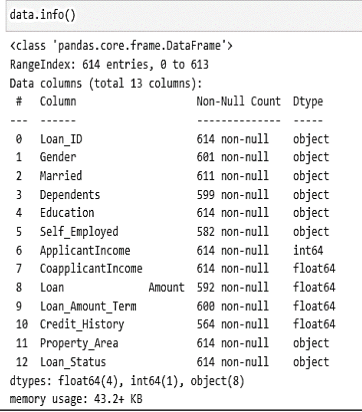 data.info()
<class 'pandas.core.frame.DataFrame'>
RangeIndex: 614 entries, 0 to 613
Data columns (total 13 columns):
 #   Column             Non-Null Count  Dtype
---  ------             --------------  -----
 0   Loan_ID            614 non-null    object
 1   Gender             601 non-null    object
 2   Married            611 non-null    object
 3   Dependents         599 non-null    object
 4   Education          614 non-null    object
 5   Self_Employed      582 non-null    object
 6   ApplicantIncome    614 non-null    int64
 7   CoapplicantIncome  614 non-null    float64
 8   Loan       Amount  592 non-null    float64
 9   Loan_Amount_Term   600 non-null    float64
 10  Credit_History     564 non-null    float64
 11  Property_Area      614 non-null    object
 12  Loan_Status        614 non-null    object
dtypes: float64(4), int64(1), object(8)
memory usage: 43.2+ KB